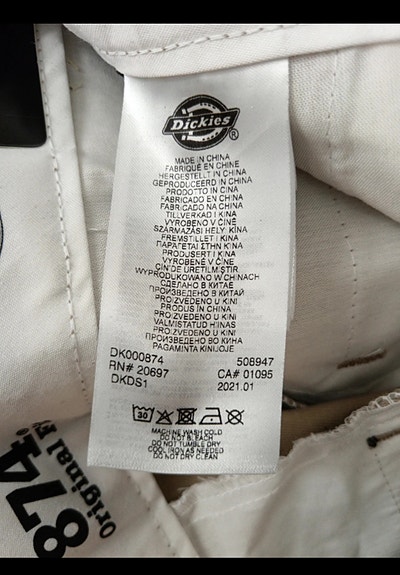 Dickies
®
MADE IN CHINA
FABRIQUÉ EN CHINE
HERGESTELLT IN CHINA
GEPRODUCEERD IN CHINA
PRODOTTO IN CINA
FABRICADO EN CHINA
FABRICADO NA CHINA
TILLVERKAD I KINA
VYROBENO V ČÍNĚ
SZÁRMAZÁSI HELY: KÍNA
FREMSTILLET I KINA
ΠΑΡΑΓΕΤΑΙ ΣΤΗΝ ΚΙΝΑ
PRODUSERT I KINA
VYROBENÉ V ČÍNE
ÇİN'DE ÜRETİLMİŞTİR
WYPRODUKOWANO W CHINACH
СДЕЛАНО В КИТАЕ
ПРОИЗВЕДЕНО В КИТАЙ
PROIZVEDENO U KINI
PRODUS IN CHINA
PROIZVEDENO U KINI
VALMISTATUD HIINAS
PROIZVEDENO U KINI
ПРОИЗВЕДЕНО ВО КИНА
PAGAMINTA KINIJOJE
DK000874 508947
RN# 20697 CA# 01095
DKDS1 2021.01
30
MACHINE WASH COLD
DO NOT BLEACH
DO NOT TUMBLE DRY
COOL IRON AS NEEDED
DO NOT DRY CLEAN
874
Original